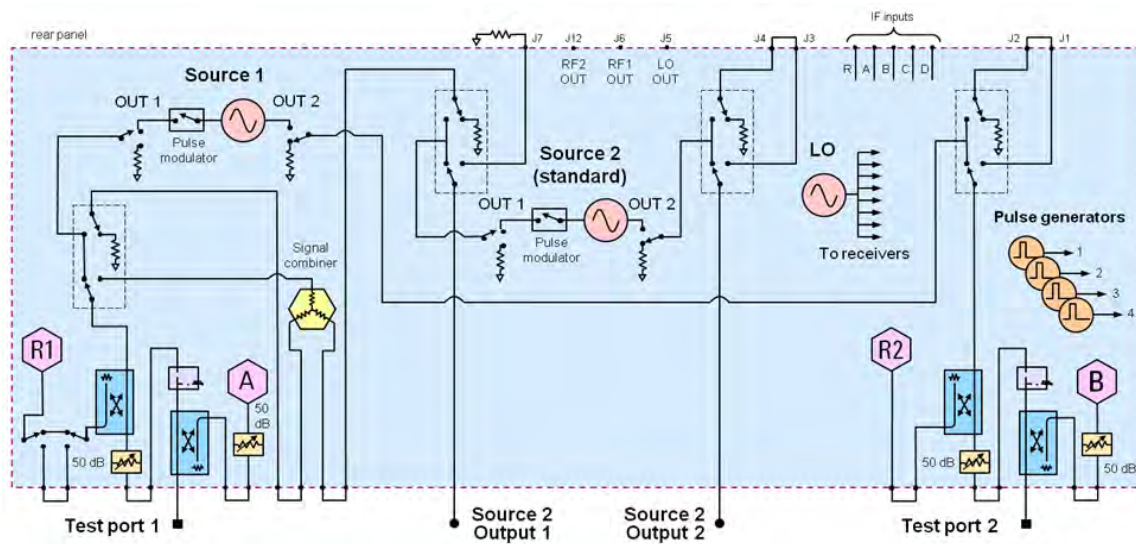 rear panel
J7
J12
J6
J5
J4
J3
IF inputs
J2
J1
RF2
OUT
RF1
OUT
LO
OUT
R
A
B
C
D
Source 1
OUT 1
OUT 2
Pulse
modulator
Source 2
(standard)
OUT 1
OUT 2
Pulse
modulator
LO
To receivers
Pulse generators
1
2
3
4
Signal
combiner
R1
A
50
dB
50 dB
R2
B
50 dB
50 dB
Test port 1
Source 2
Output 1
Source 2
Output 2
Test port 2